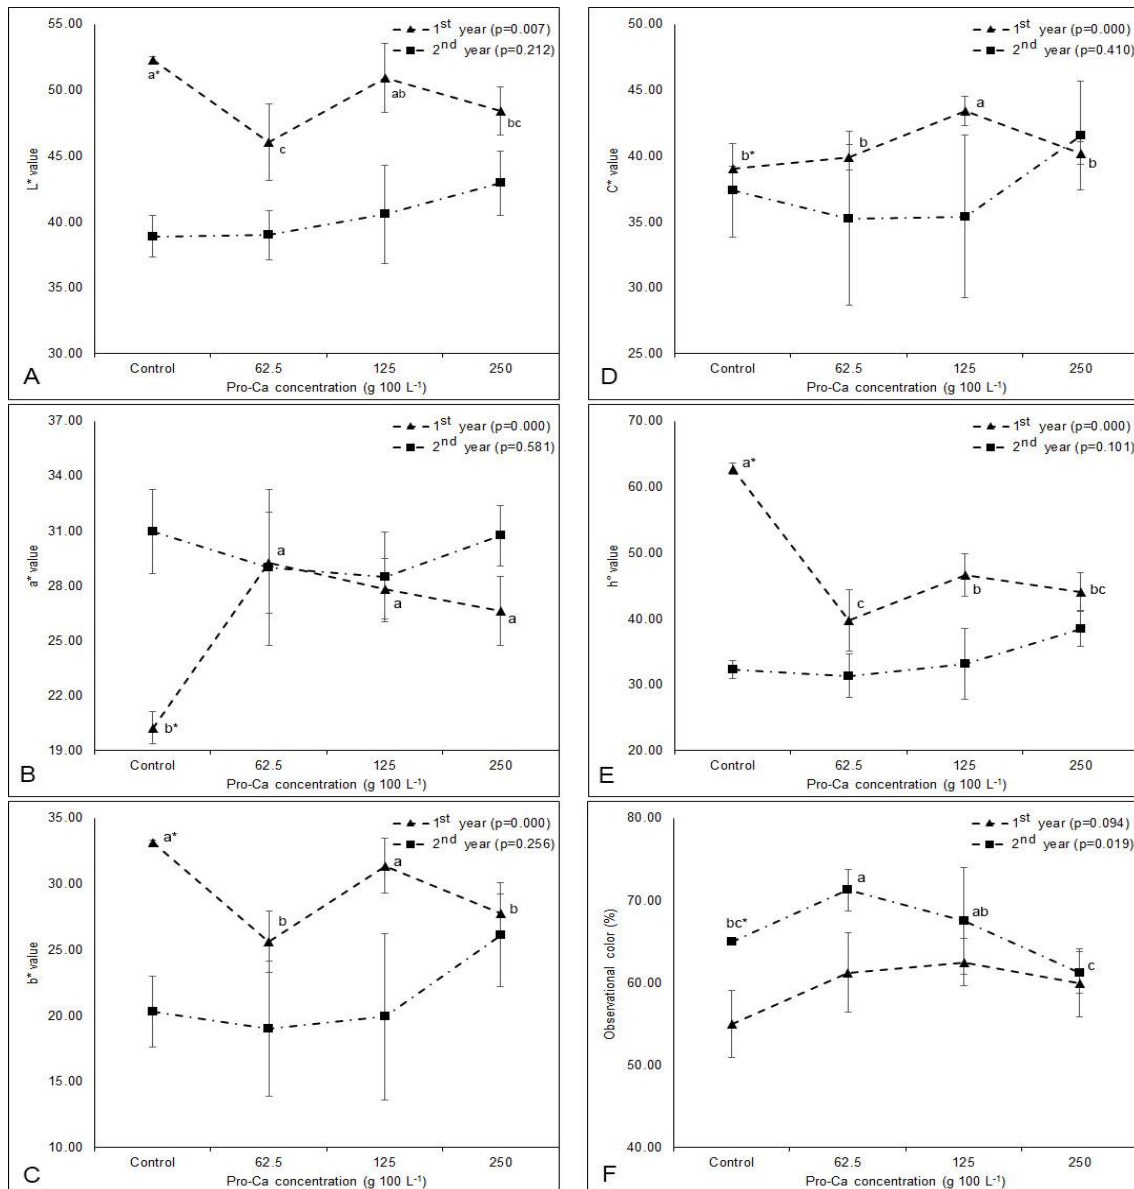 55.00
50.00
45.00
40.00
35.00
30.00
L* value
1st year (p=0.007)
2nd year (p=0.212)
a*
c
ab
bc
Control 62.5 125 250
Pro-Ca concentration (g 100 L-1)
A
50.00
45.00
40.00
35.00
30.00
25.00
C* value
1st year (p=0.000)
2nd year (p=0.410)
b*
b
a
b
Control 62.5 125 250
Pro-Ca concentration (g 100 L-1)
D
37.00
34.00
31.00
28.00
25.00
22.00
19.00
a* value
1st year (p=0.000)
2nd year (p=0.581)
b*
a
a
a
Control 62.5 125 250
Pro-Ca concentration (g 100 L-1)
B
70.00
60.00
50.00
40.00
30.00
20.00
h° value
1st year (p=0.000)
2nd year (p=0.101)
a*
c
b
bc
Control 62.5 125 250
Pro-Ca concentration (g 100 L-1)
E
35.00
30.00
25.00
20.00
15.00
10.00
b* value
1st year (p=0.000)
2nd year (p=0.256)
a*
b
a
b
Control 62.5 125 250
Pro-Ca concentration (g 100 L-1)
C
80.00
70.00
60.00
50.00
40.00
Observational color (%)
1st year (p=0.094)
2nd year (p=0.019)
bc*
a
ab
c
Control 62.5 125 250
Pro-Ca concentration (g 100 L-1)
F